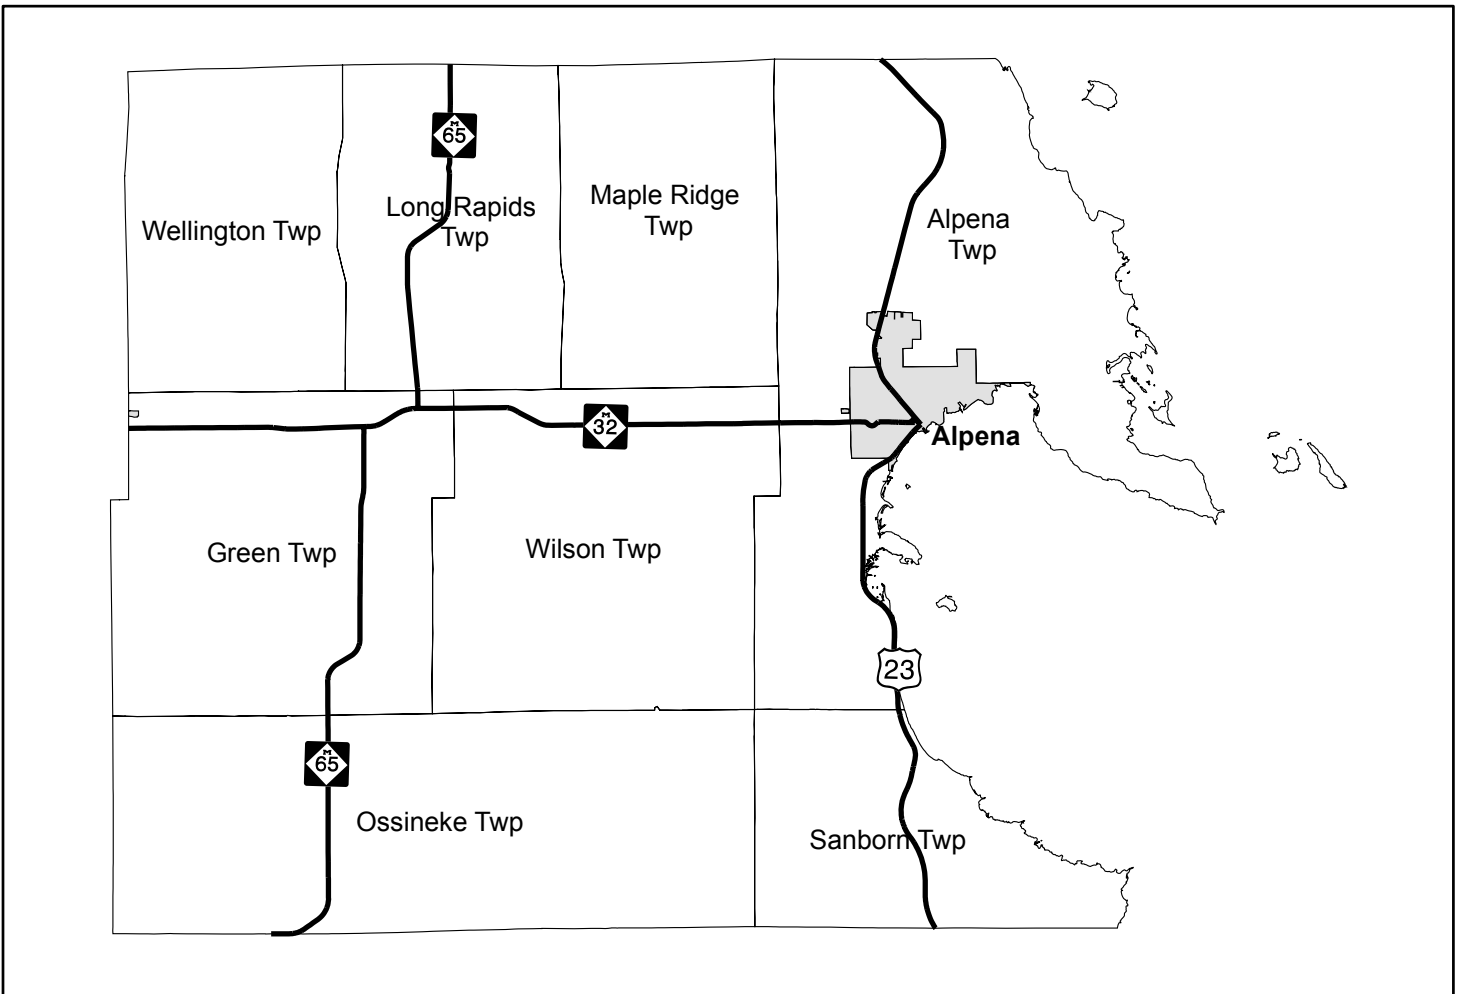 M
65
Wellington Twp
Long Rapids
Twp
Maple Ridge
Twp
Alpena
Twp
M
32
Alpena
Green Twp
Wilson Twp
23
M
65
Ossineke Twp
Sanborn Twp